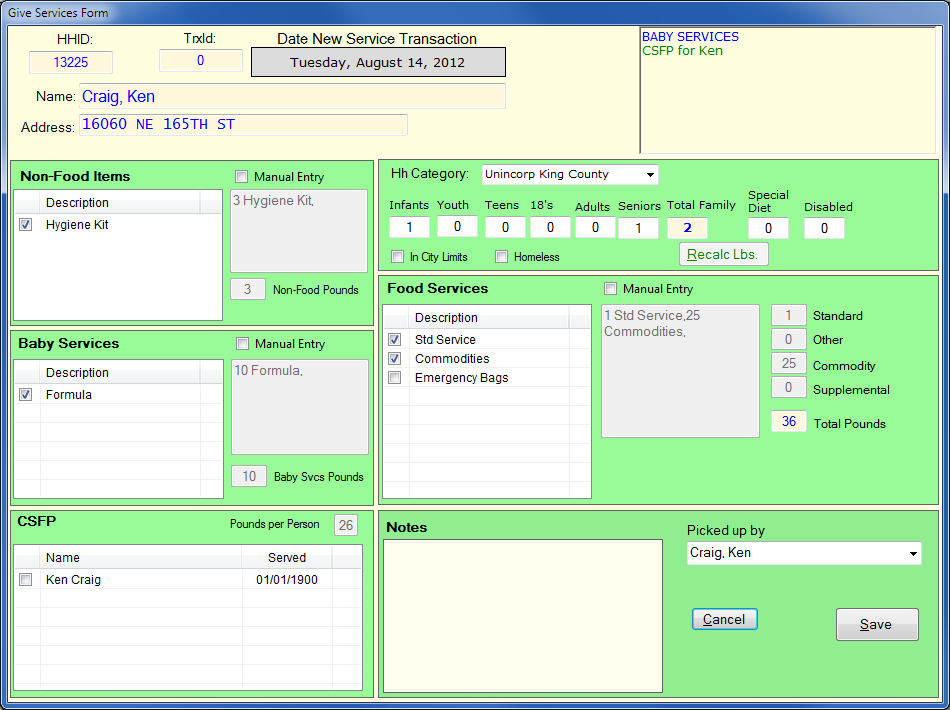 Give Services Form
HHID:
TrxId:
Date New Service Transaction
13225
0
Tuesday, August 14, 2012
Name:
Craig, Ken
Address:
16060 NE 165TH ST
BABY SERVICES
CSFP for Ken
Non-Food Items
Manual Entry
Description
Hygiene Kit
3 Hygiene Kit,
3
Non-Food Pounds
Hh Category:
Unincorp King County
Infants Youth Teens 18's Adults Seniors Total Family Special Diet Disabled
1 0 0 0 0 1 2 0 0
In City Limits
Homeless
Recalc Lbs.
Baby Services
Manual Entry
Description
Formula
10 Formula,
10
Baby Svcs Pounds
Food Services
Manual Entry
Description
Std Service
Commodities
Emergency Bags
1 Std Service,25
Commodities,
1 Standard
0 Other
25 Commodity
0 Supplemental
36 Total Pounds
CSFP
Pounds per Person
26
Name
Served
Ken Craig
01/01/1900
Notes
Picked up by
Craig, Ken
Cancel
Save